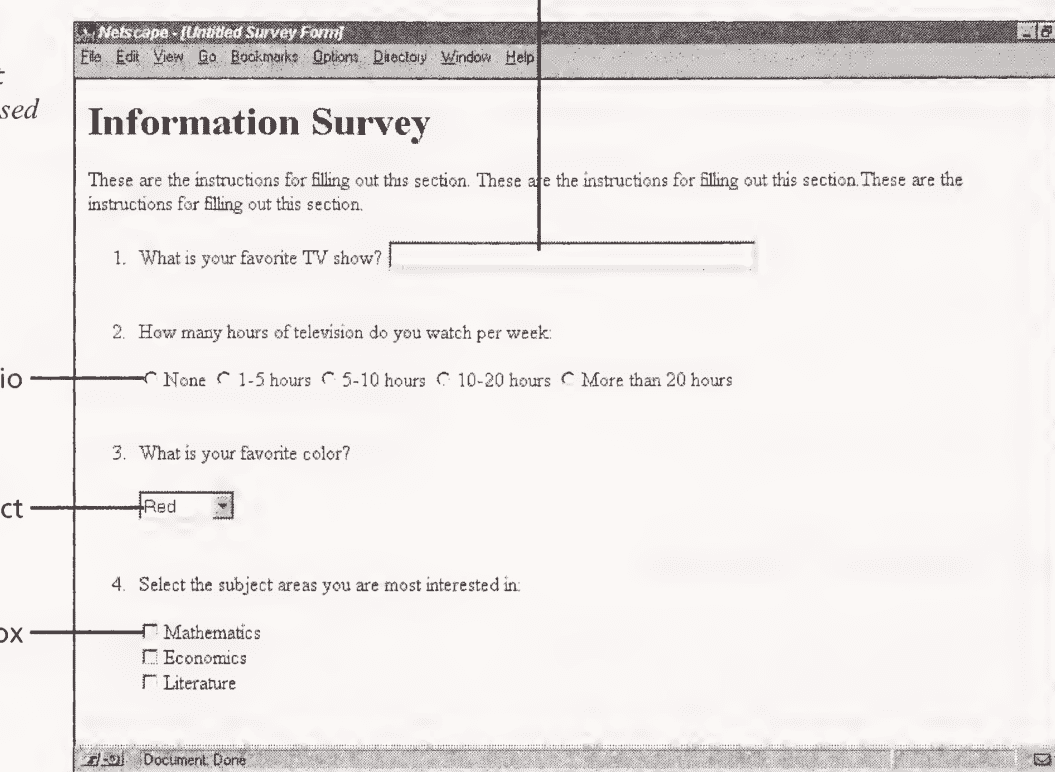 Netscape - [Untitled Survey Form]
File Edit View Go Bookmarks Options Directory Window Help
sed
Information Survey
These are the instructions for filling out this section. These are the instructions for filling out this section.These are the
instructions for filling out this section.
1. What is your favorite TV show?
2. How many hours of television do you watch per week:
io
None 1-5 hours 5-10 hours 10-20 hours More than 20 hours
3. What is your favorite color?
ct
Red
4. Select the subject areas you are most interested in:
ox
Mathematics
Economics
Literature
Document: Done